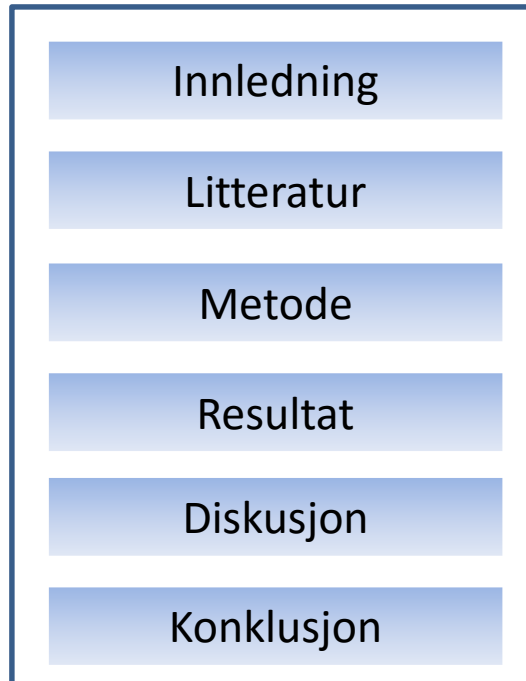 Innledning
Litteratur
Metode
Resultat
Diskusjon
Konklusjon